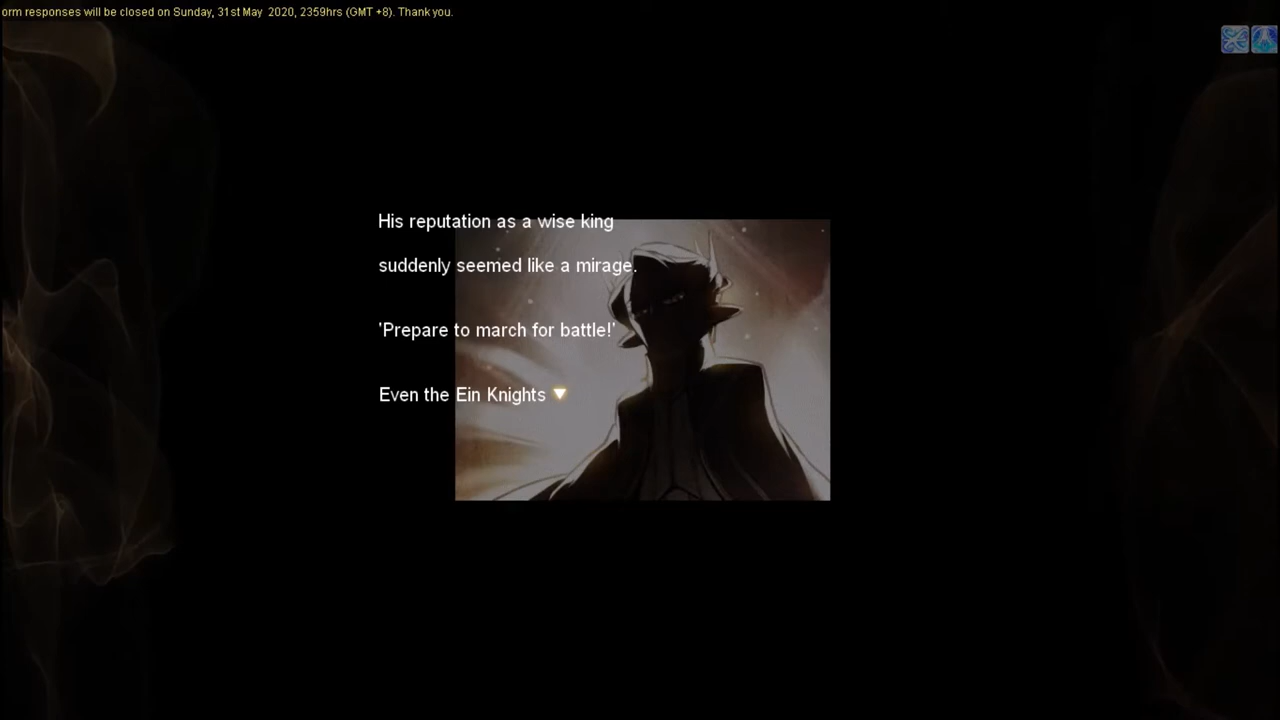 orm responses will be closed on Sunday, 31st May 2020, 2359hrs (GMT +8). Thank you.
His reputation as a wise king
suddenly seemed like a mirage.
'Prepare to march for battle!'
Even the Ein Knights